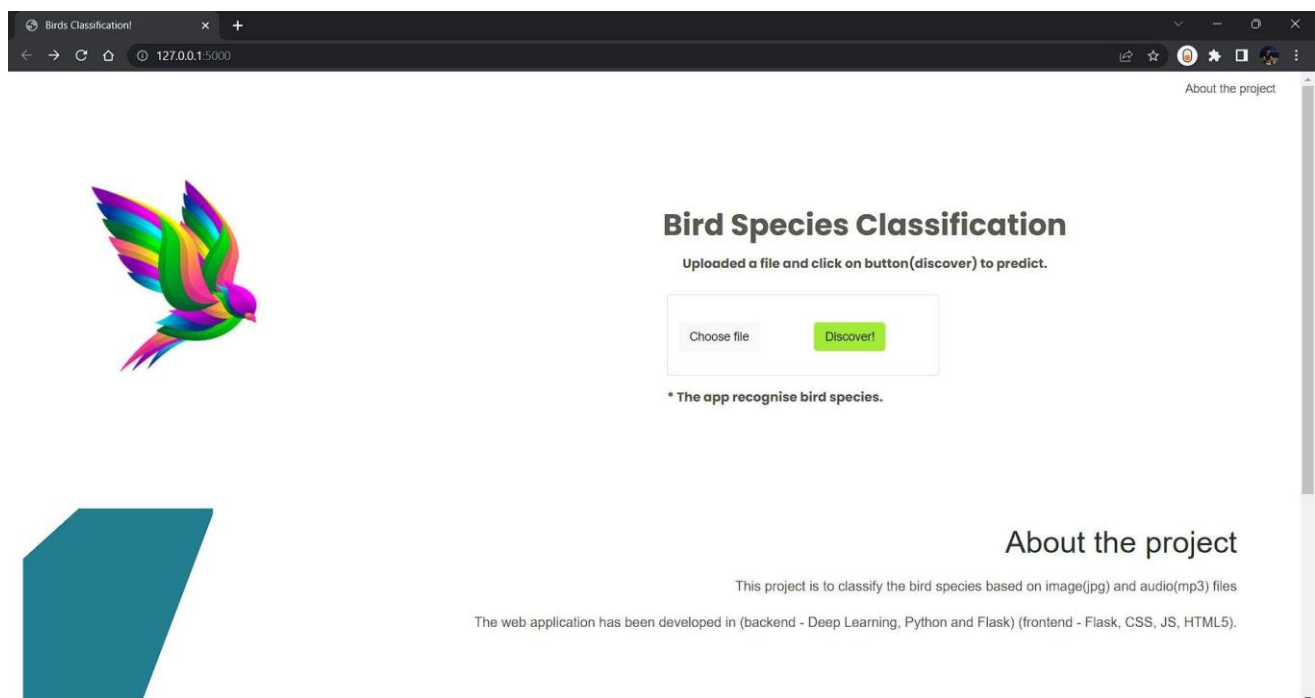 Birds Classification!
127.0.0.1:5000
About the project
Bird Species Classification
Uploaded a file and click on button(discover) to predict.
Choose file
Discover!
* The app recognise bird species.
About the project
This project is to classify the bird species based on image(jpg) and audio(mp3) files
The web application has been developed in (backend - Deep Learning, Python and Flask) (frontend - Flask, CSS, JS, HTML5).